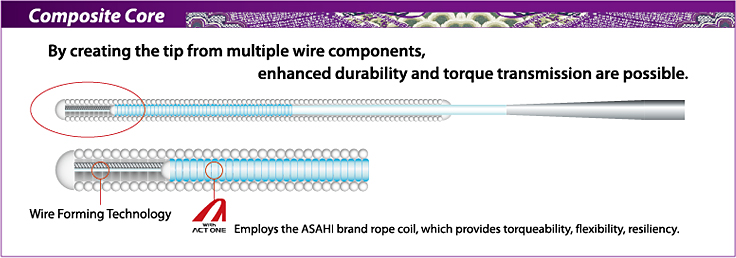 Composite Core
By creating the tip from multiple wire components,
enhanced durability and torque transmission are possible.
Wire Forming Technology
With
ACT ONE
Employs the ASAHI brand rope coil, which provides torqueability, flexibility, resiliency.